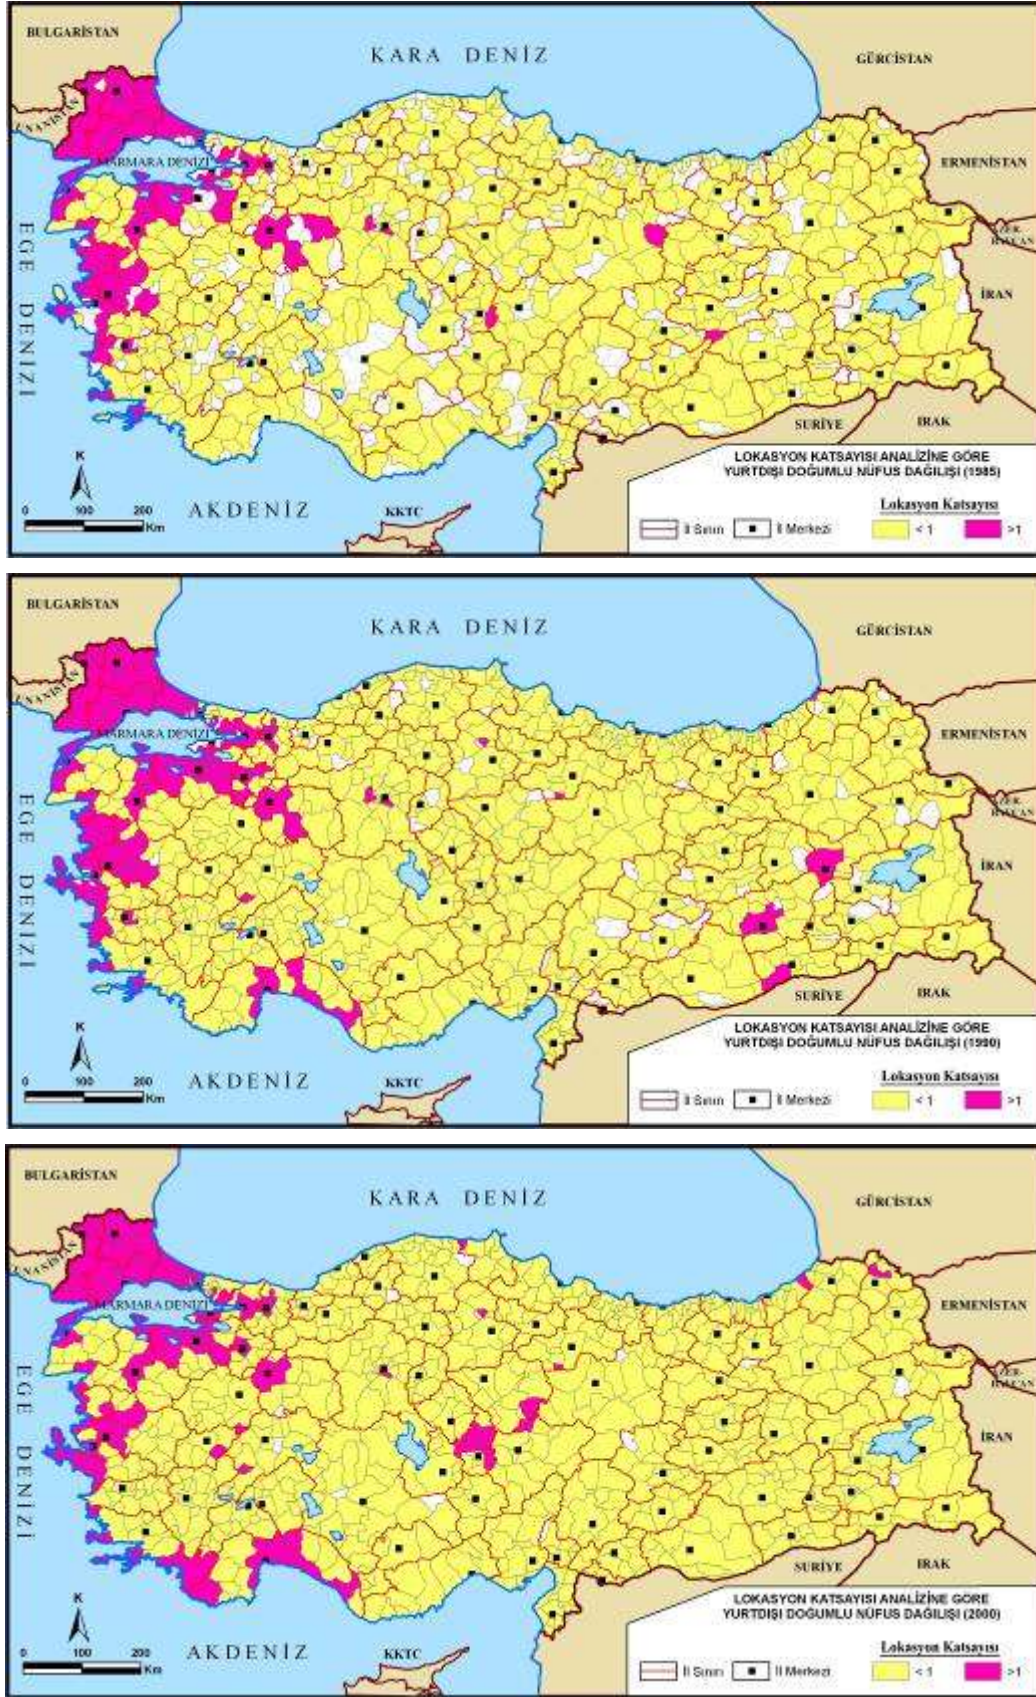 BULGARİSTAN
KARA DENİZ
GÜRCİSTAN
ERMENİSTAN
MARMARA DENİZİ
İRAN
EGE DENİZİ
SURİYE
IRAK
AKDENİZ
KKTC
K
0 100 200
Km
LOKASYON KATSAYISI ANALİZİNE GÖRE
YURTDIŞI DOĞUMLU NÜFUS DAĞILIŞI (1985)
Lokasyon Katsayısı
İl Sınırı İl Merkezi < 1 >1
BULGARİSTAN
KARA DENİZ
GÜRCİSTAN
ERMENİSTAN
MARMARA DENİZİ
İRAN
EGE DENİZİ
SURİYE
IRAK
AKDENİZ
KKTC
K
0 100 200
Km
LOKASYON KATSAYISI ANALİZİNE GÖRE
YURTDIŞI DOĞUMLU NÜFUS DAĞILIŞI (1990)
Lokasyon Katsayısı
İl Sınırı İl Merkezi < 1 >1
BULGARİSTAN
KARA DENİZ
GÜRCİSTAN
YUNANİSTAN
MARMARA DENİZİ
ERMENİSTAN
AZER-
BAYCAN
İRAN
EGE DENİZİ
SURİYE
IRAK
AKDENİZ
KKTC
K
0 100 200
Km
LOKASYON KATSAYISI ANALİZİNE GÖRE
YURTDIŞI DOĞUMLU NÜFUS DAĞILIŞI (2000)
Lokasyon Katsayısı
İl Sınırı İl Merkezi < 1 >1